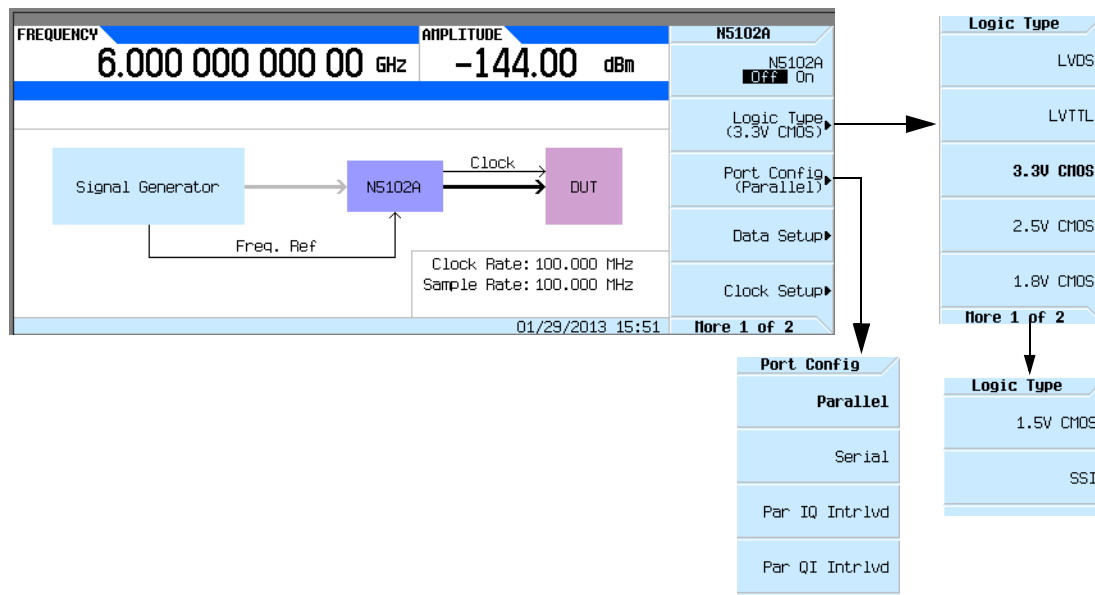 FREQUENCY
6.000 000 000 00 GHz
AMPLITUDE
-144.00 dBm
Signal Generator
N5102A
Clock
DUT
Freq. Ref
Clock Rate: 100.000 MHz
Sample Rate: 100.000 MHz
01/29/2013 15:51
N5102A
N5102A
Off On
Logic Type
(3.3V CMOS)
Port Config
(Parallel)
Data Setup
Clock Setup
More 1 of 2
Logic Type
LVDS
LVTTL
3.3V CMOS
2.5V CMOS
1.8V CMOS
More 1 of 2
Port Config
Parallel
Serial
Par IQ Intrlvd
Par QI Intrlvd
Logic Type
1.5V CMOS
SSI